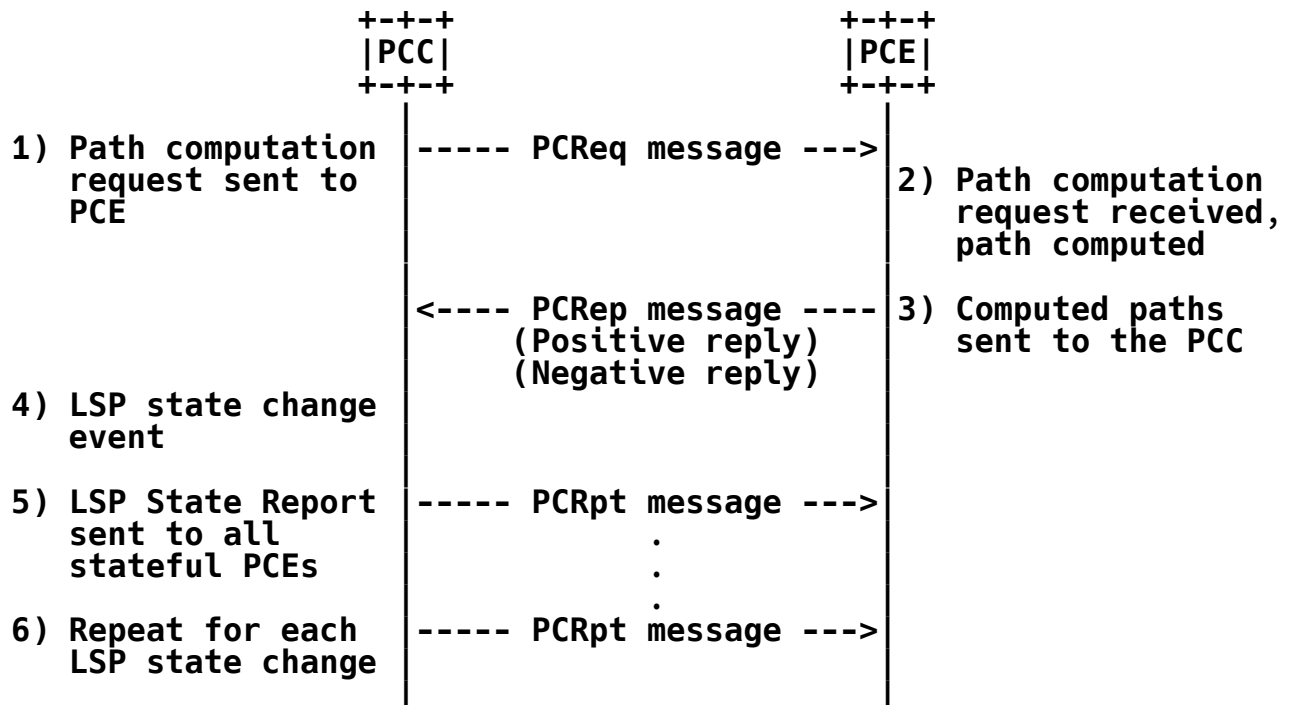 +-+-+                    +-+-+
|PCC|                    |PCE|
+-+-+                    +-+-+
|                        |
1) Path computation |----- PCReq message --->|
request sent to |                        |2) Path computation
PCE             |                        |   request received,
|                        |   path computed
|                        |
|<---- PCRep message ----|3) Computed paths
|     (Positive reply)   |   sent to the PCC
|     (Negative reply)   |
4) LSP state change |                        |
event           |                        |
|                        |
5) LSP State Report |----- PCRpt message --->|
sent to all     |            .           |
stateful PCEs   |            .           |
|            .           |
6) Repeat for each  |----- PCRpt message --->|
LSP state change|                        |
|                        |